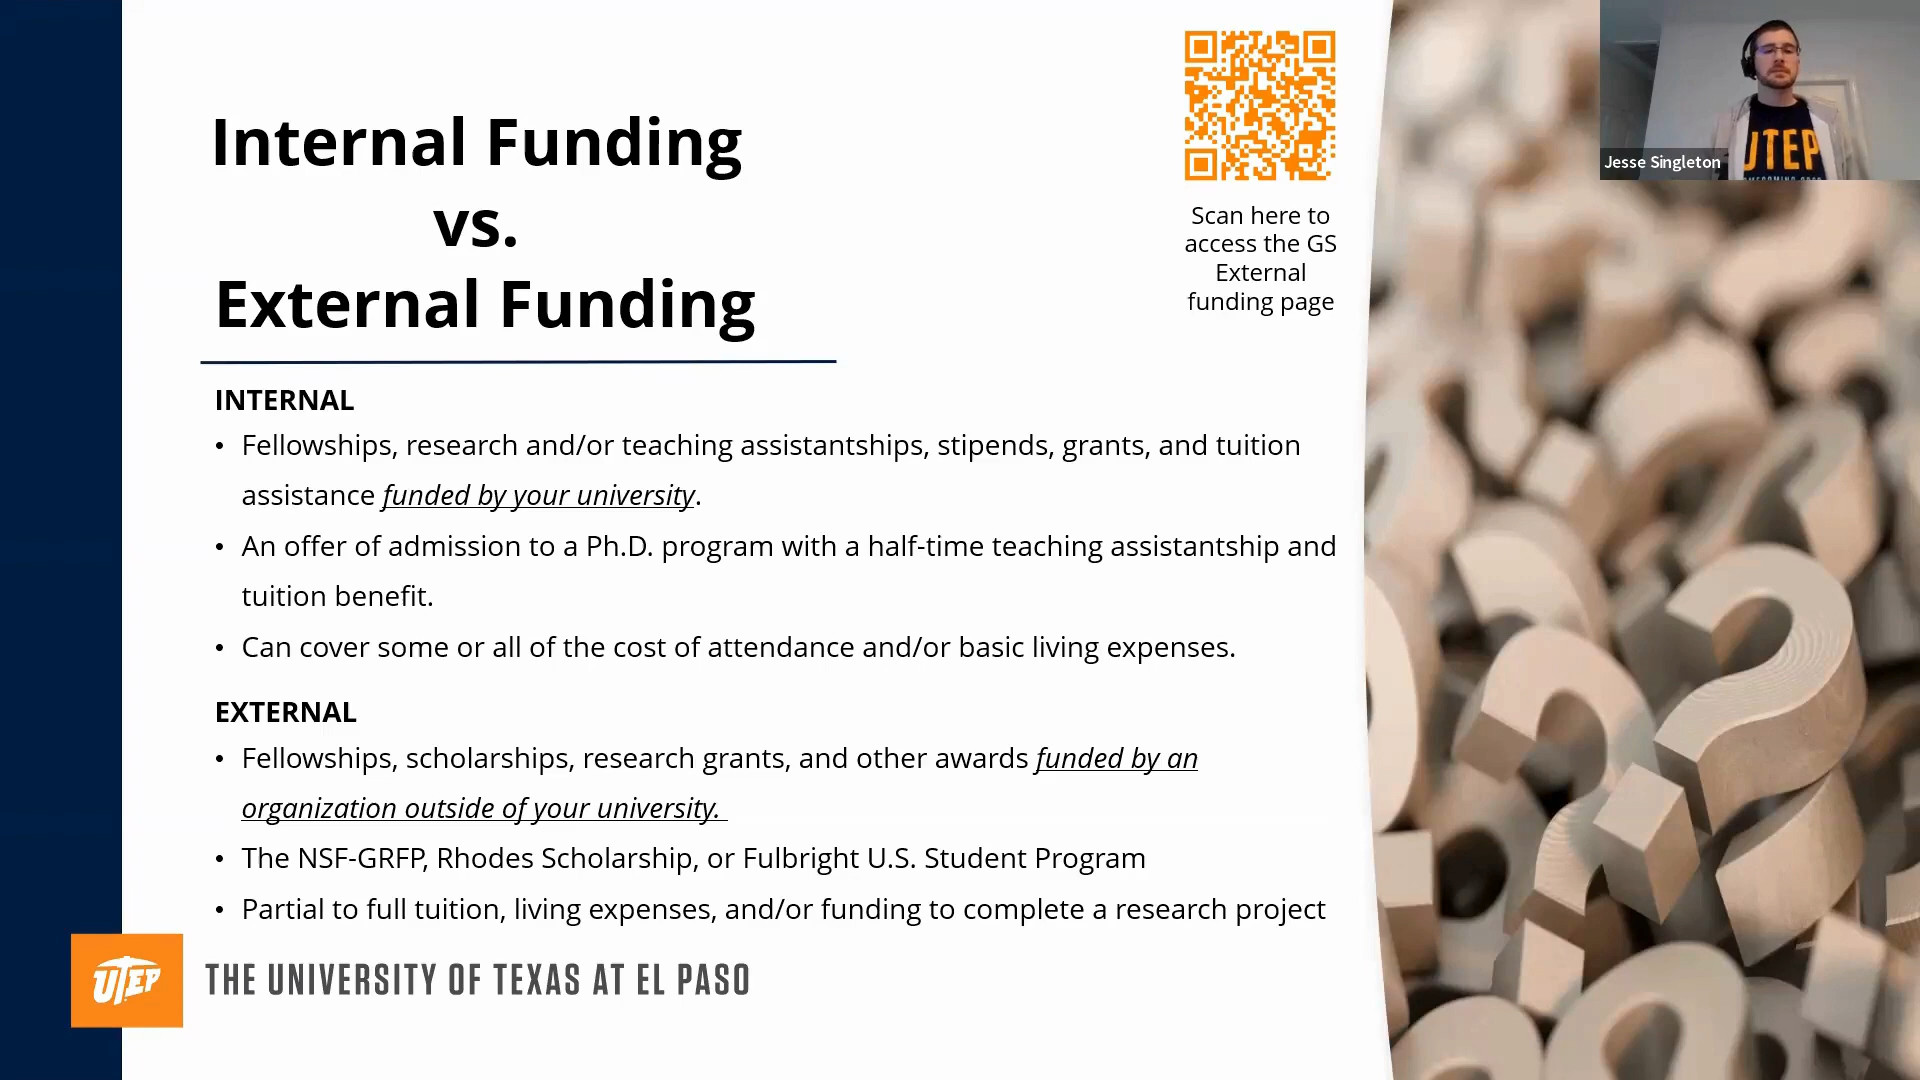 Internal Funding
vs.
External Funding
Scan here to
access the GS
External
funding page
Jesse Singleton
UTEP
INTERNAL
• Fellowships, research and/or teaching assistantships, stipends, grants, and tuition
assistance funded by your university.
• An offer of admission to a Ph.D. program with a half-time teaching assistantship and
tuition benefit.
• Can cover some or all of the cost of attendance and/or basic living expenses.
EXTERNAL
• Fellowships, scholarships, research grants, and other awards funded by an
organization outside of your university.
• The NSF-GRFP, Rhodes Scholarship, or Fulbright U.S. Student Program
• Partial to full tuition, living expenses, and/or funding to complete a research project
UTEP
THE UNIVERSITY OF TEXAS AT EL PASO